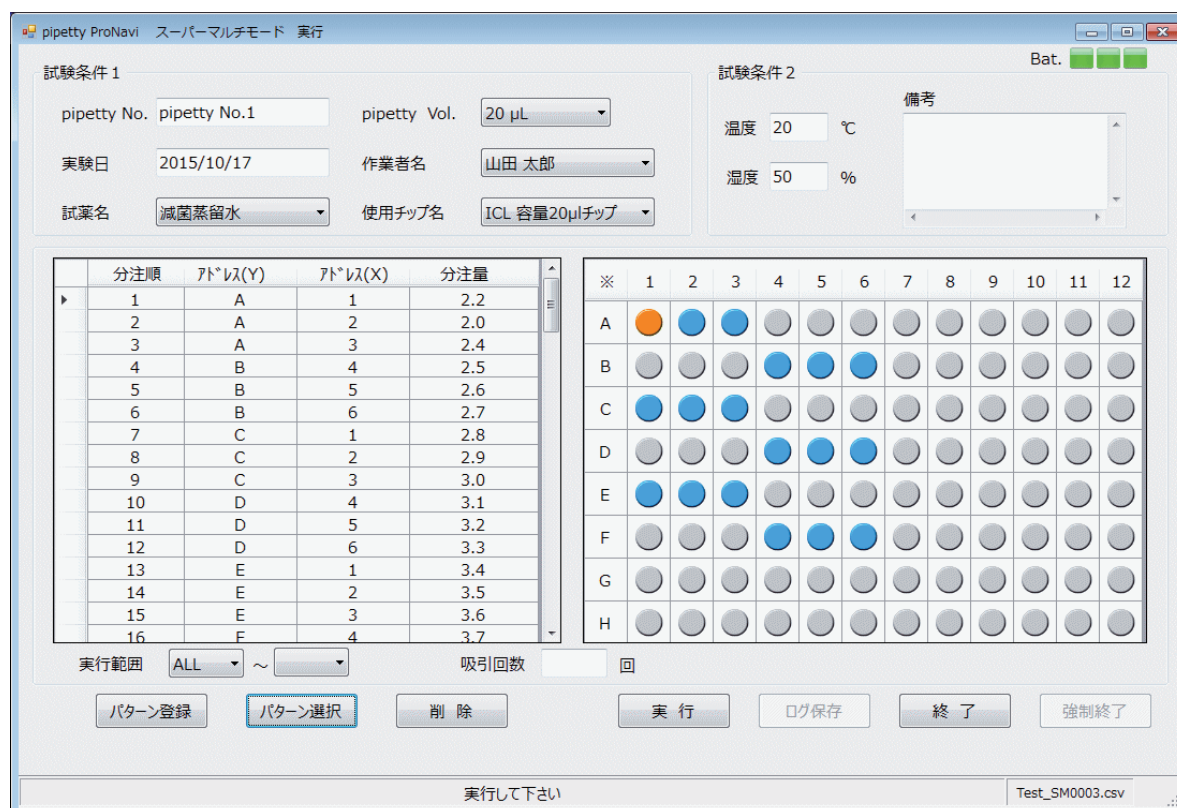 pipetty ProNavi スーパーマルチモード 実行
Bat.
試験条件1
pipetty No. pipetty No.1 pipetty Vol. 20 µL
実験日 2015/10/17 作業者名 山田 太郎
試薬名 滅菌蒸留水 使用チップ名 ICL 容量20µlチップ
試験条件2
備考
温度 20 ℃
湿度 50 %
分注順 ｱﾄﾞﾚｽ(Y) ｱﾄﾞﾚｽ(X) 分注量
1 A 1 2.2
2 A 2 2.0
3 A 3 2.4
4 B 4 2.5
5 B 5 2.6
6 B 6 2.7
7 C 1 2.8
8 C 2 2.9
9 C 3 3.0
10 D 4 3.1
11 D 5 3.2
12 D 6 3.3
13 E 1 3.4
14 E 2 3.5
15 E 3 3.6
16 F 4 3.7
※ 1 2 3 4 5 6 7 8 9 10 11 12
A
B
C
D
E
F
G
H
実行範囲 ALL ～ 吸引回数 回
パターン登録 パターン選択 削 除 実 行 ログ保存 終 了 強制終了
実行して下さい Test_SM0003.csv